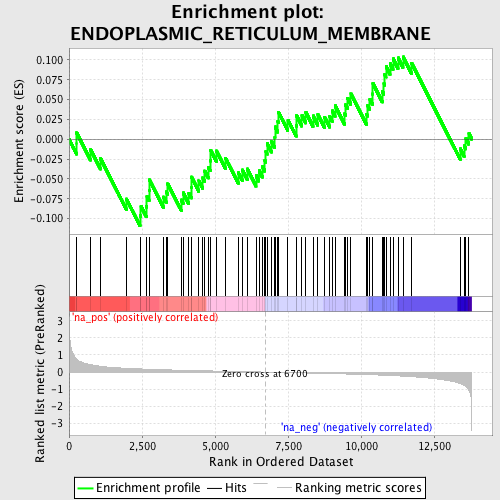 Enrichment plot:
ENDOPLASMIC_RETICULUM_MEMBRANE
Enrichment score (ES)
0.100
0.075
0.050
0.025
0.000
-0.025
-0.050
-0.075
-0.100
Ranked list metric (PreRanked)
3
2
1
0
-1
-2
-3
'na_pos' (positively correlated)
Zero cross at 6700
'na_neg' (negatively correlated)
0
2,500
5,000
7,500
10,000
12,500
Rank in Ordered Dataset
Enrichment profile
Hits
Ranking metric scores